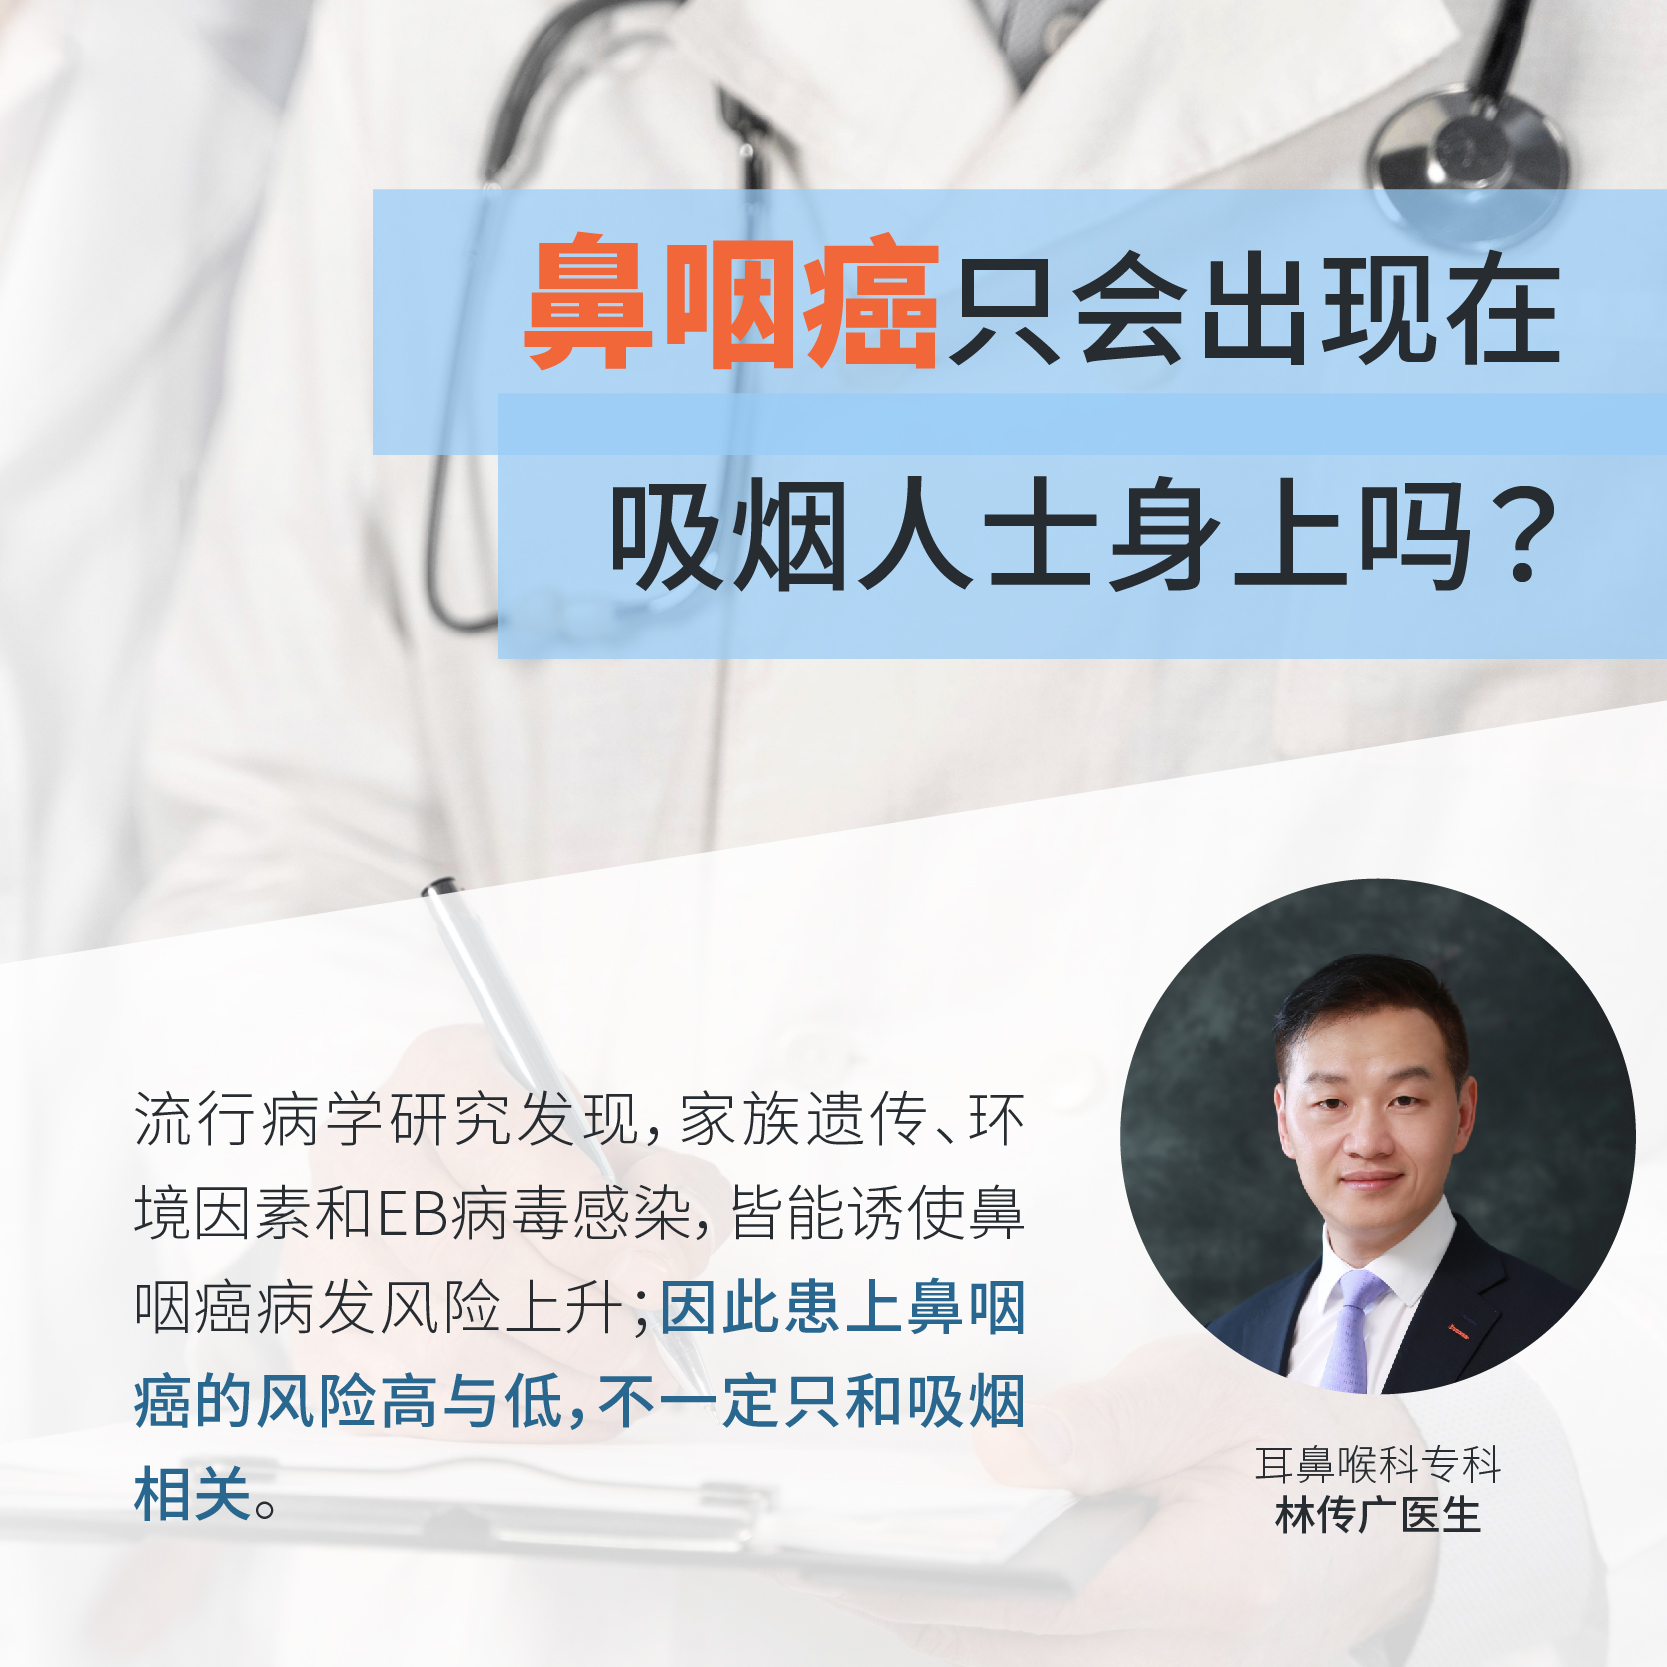 鼻咽癌只会出现在
吸烟人士身上吗？
流行病学研究发现，家族遗传、环
境因素和EB病毒感染，皆能诱使鼻
咽癌病发风险上升；因此患上鼻咽
癌的风险高与低，不一定只和吸烟
相关。
耳鼻喉科专科
林传广医生